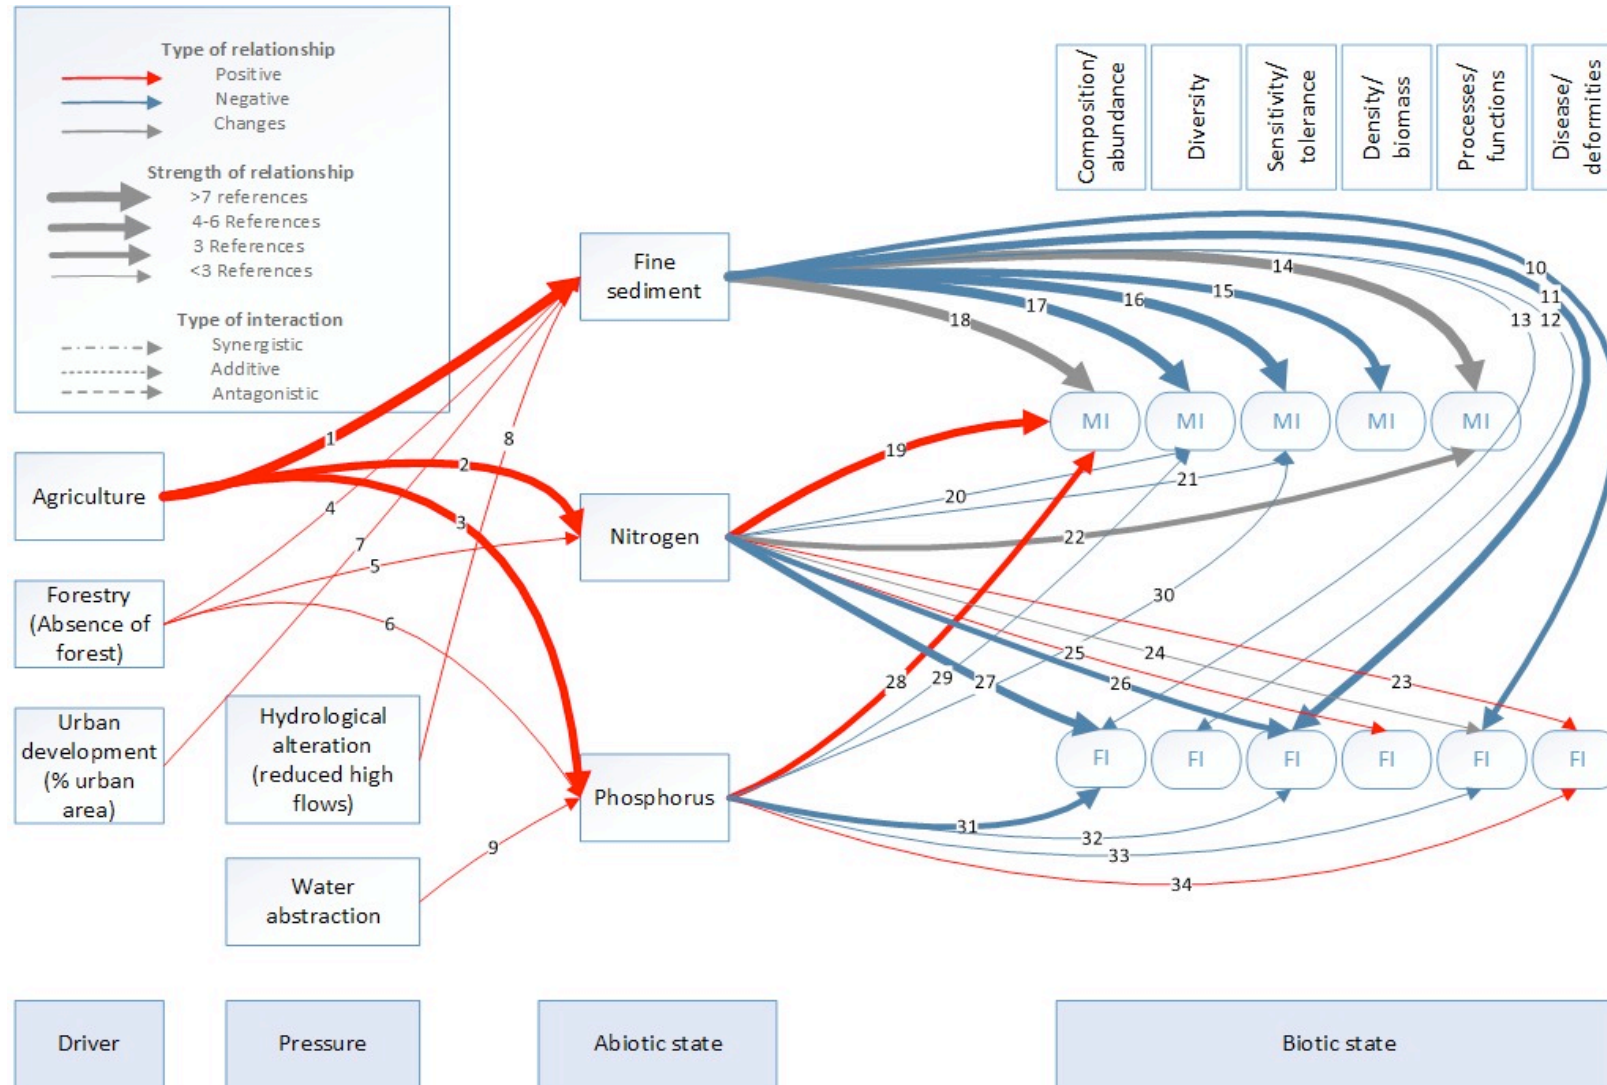 Type of relationship
Positive
Negative
Changes
Strength of relationship
>7 references
4-6 References
3 References
<3 References
Type of interaction
Synergistic
Additive
Antagonistic
Composition/
abundance
Diversity
Sensitivity/
tolerance
Density/
biomass
Processes/
functions
Disease/
deformities
Fine
sediment
10
11
12
13
14
15
16
17
18
MI
MI
MI
MI
MI
1
8
2
19
Agriculture
4
3
20
21
Nitrogen
22
7
5
Forestry
(Absence of
forest)
6
30
25
24
23
28
29
27
26
Urban
development
(% urban
area)
Hydrological
alteration
(reduced high
flows)
FI
FI
FI
FI
FI
FI
Phosphorus
31
32
33
34
9
Water
abstraction
Driver
Pressure
Abiotic state
Biotic state